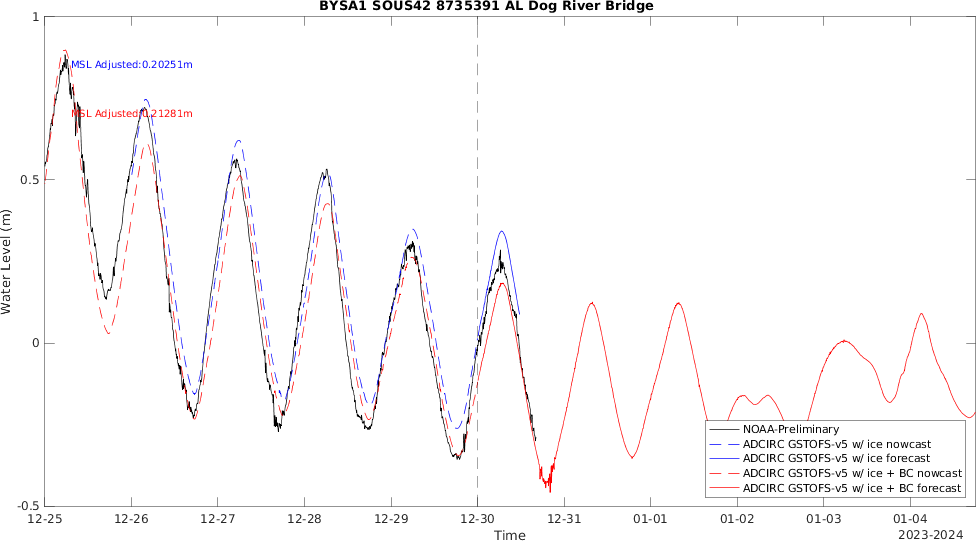 BYSA1 SOUS42 8735391 AL Dog River Bridge
Water Level (m)
1
0.5
0
-0.5
MSL Adjusted:0.20251m
MSL Adjusted:0.21281m
NOAA-Preliminary
ADCIRC GSTOFS-v5 w/ ice nowcast
ADCIRC GSTOFS-v5 w/ ice forecast
ADCIRC GSTOFS-v5 w/ ice + BC nowcast
ADCIRC GSTOFS-v5 w/ ice + BC forecast
12-25 12-26 12-27 12-28 12-29 12-30 12-31 01-01 01-02 01-03 01-04
Time
2023-2024